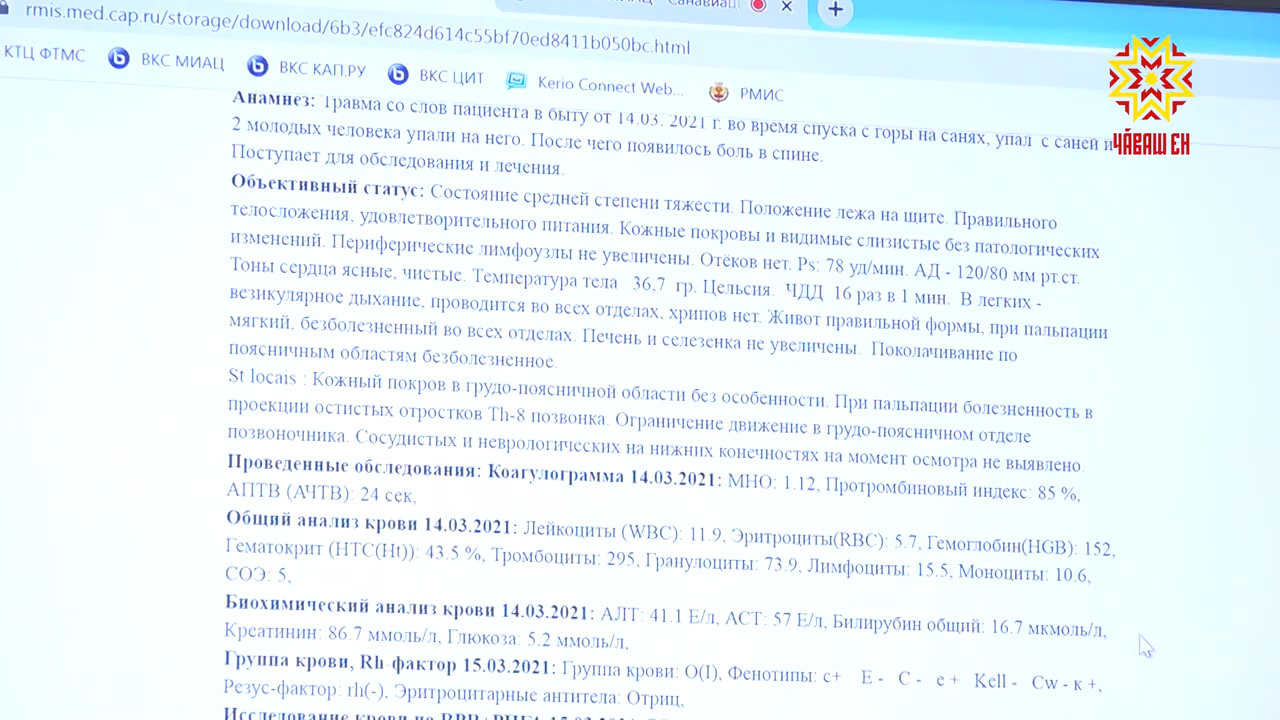 rmis.med.cap.ru/storage/download/6b3/efc824d614c55bf70ed8411b050bc.html
КТЦ ФТМС ВКС МИАЦ ВКС КАП.РУ ВКС ЦИТ Kerio Connect Web... РМИС
ЧӐВАШ ЕН
Анамнез: Травма со слов пациента в быту от 14.03. 2021 г. во время спуска с горы на санях, упал с саней и
2 молодых человека упали на него. После чего появилось боль в спине.
Поступает для обследования и лечения.
Объективный статус: Состояние средней степени тяжести. Положение лежа на щите. Правильного
телосложения, удовлетворительного питания. Кожные покровы и видимые слизистые без патологических
изменений. Периферические лимфоузлы не увеличены. Отёков нет. Ps: 78 уд/мин. АД - 120/80 мм рт.ст.
Тоны сердца ясные, чистые. Температура тела 36,7 гр. Цельсия. ЧДД 16 раз в 1 мин. В легких -
везикулярное дыхание, проводится во всех отделах, хрипов нет. Живот правильной формы, при пальпации
мягкий, безболезненный во всех отделах. Печень и селезенка не увеличены. Поколачивание по
поясничным областям безболезненное.
St locais : Кожный покров в грудо-поясничной области без особенности. При пальпации болезненность в
проекции остистых отростков Th-8 позвонка. Ограничение движение в грудо-поясничном отделе
позвоночника. Сосудистых и неврологических на нижних конечностях на момент осмотра не выявлено.
Проведенные обследования: Коагулограмма 14.03.2021: МНО: 1.12, Протромбиновый индекс: 85 %,
АПТВ (АЧТВ): 24 сек,
Общий анализ крови 14.03.2021: Лейкоциты (WBC): 11.9, Эритроциты(RBC): 5.7, Гемоглобин(HGB): 152,
Гематокрит (HTC(Ht)): 43.5 %, Тромбоциты: 295, Гранулоциты: 73.9, Лимфоциты: 15.5, Моноциты: 10.6,
СОЭ: 5,
Биохимический анализ крови 14.03.2021: АЛТ: 41.1 Е/л, АСТ: 57 Е/л, Билирубин общий: 16.7 мкмоль/л,
Креатинин: 86.7 ммоль/л, Глюкоза: 5.2 ммоль/л,
Группа крови, Rh-фактор 15.03.2021: Группа крови: O(I), Фенотипы: c+ E - C - e + Kell - Cw - к +,
Резус-фактор: rh(-), Эритроцитарные антитела: Отриц,